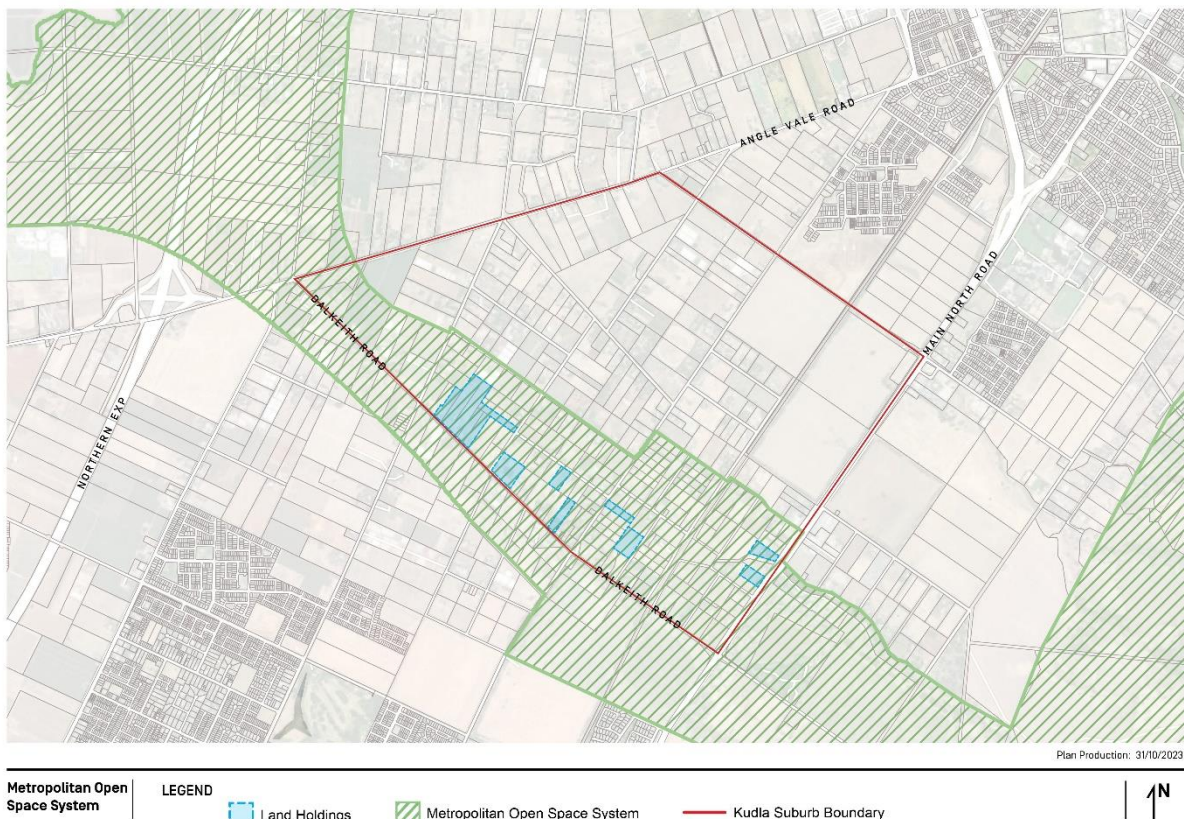 ANGLE VALE ROAD
MAIN NORTH ROAD
DALKEITH ROAD
NORTHERN EXP
DALKEITH ROAD
Plan Production: 31/10/2023
Metropolitan Open
Space System
LEGEND
Land Holdings
Metropolitan Open Space System
Kudla Suburb Boundary
N